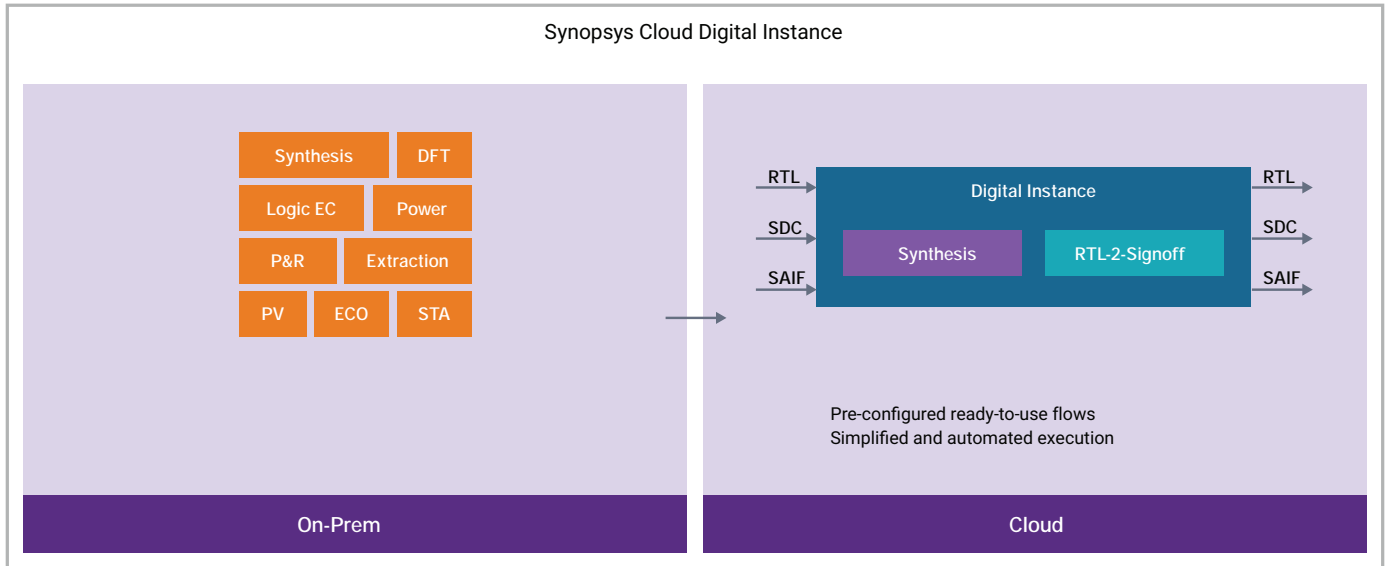 Synopsys Cloud Digital Instance
Synthesis
DFT
Logic EC
Power
P&R
Extraction
PV
ECO
STA
On-Prem
RTL
SDC
SAIF
Digital Instance
Synthesis
RTL-2-Signoff
RTL
SDC
SAIF
Pre-configured ready-to-use flows
Simplified and automated execution
Cloud